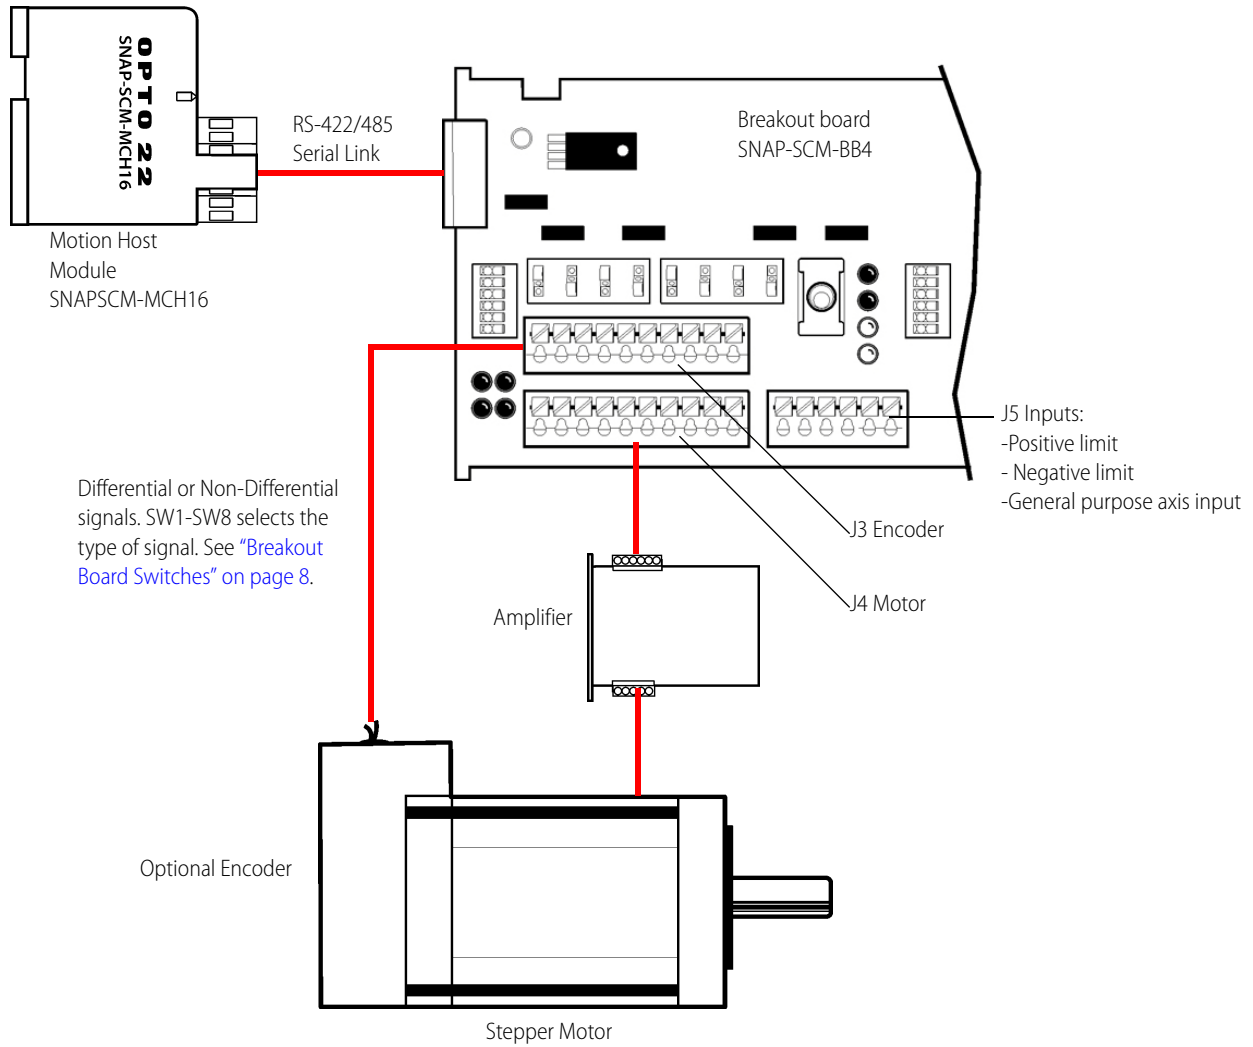 OPTO 22
SNAP-SCM-MCH16
RS-422/485
Serial Link
Breakout board
SNAP-SCM-BB4
Motion Host
Module
SNAPSCM-MCH16
J5 Inputs:
-Positive limit
- Negative limit
-General purpose axis input
Differential or Non-Differential
signals. SW1-SW8 selects the
type of signal. See “Breakout
Board Switches” on page 8.
J3 Encoder
J4 Motor
Amplifier
Optional Encoder
Stepper Motor